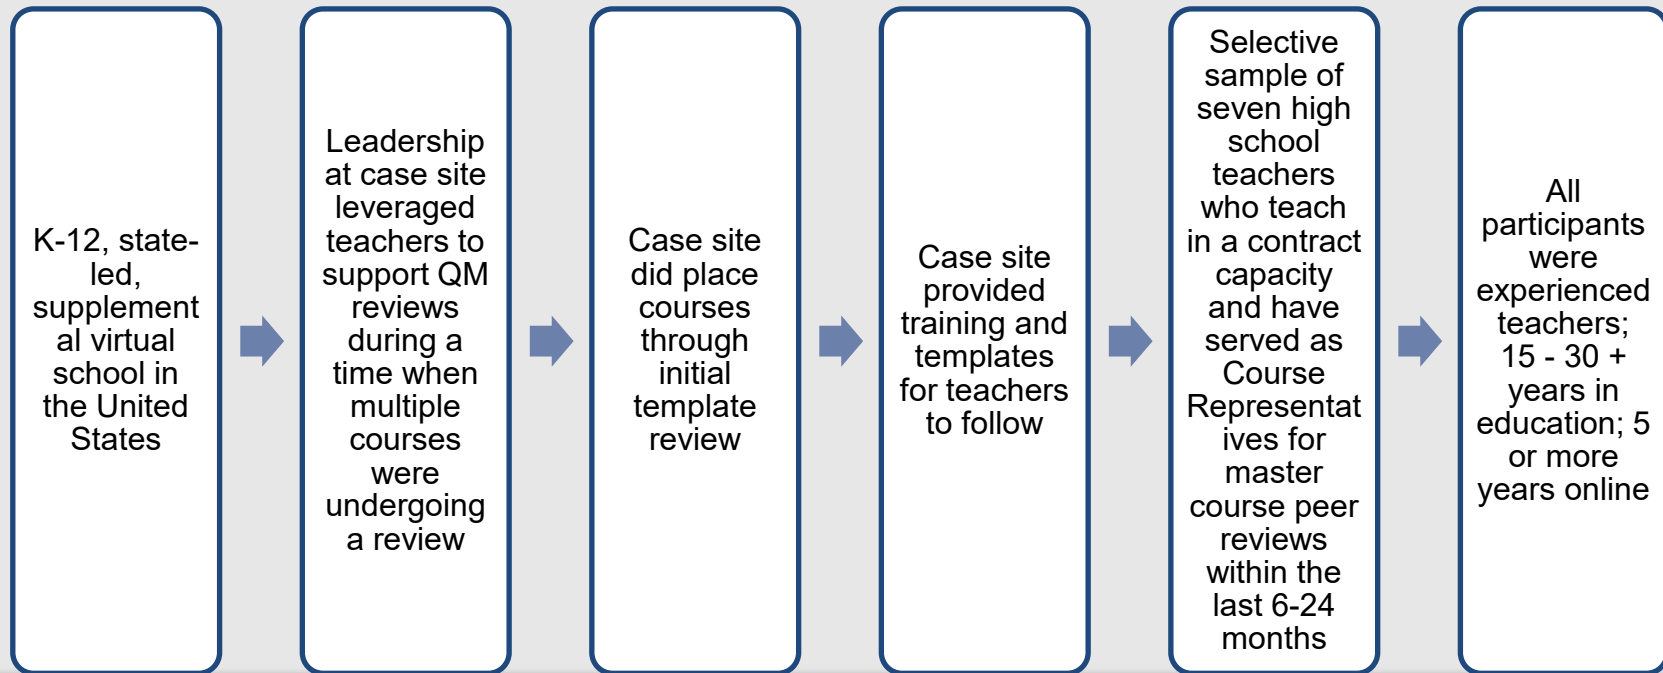 K-12, state-
led,
supplement
al virtual
school in
the United
States
Leadership
at case site
leveraged
teachers to
support QM
reviews
during a
time when
multiple
courses
were
undergoing
a review
Case site
did place
courses
through
initial
template
review
Case site
provided
training and
templates
for teachers
to follow
Selective
sample of
seven high
school
teachers
who teach
in a contract
capacity
and have
served as
Course
Representat
ives for
master
course peer
reviews
within the
last 6-24
months
All
participants
were
experienced
teachers;
15 - 30 +
years in
education; 5
or more
years online